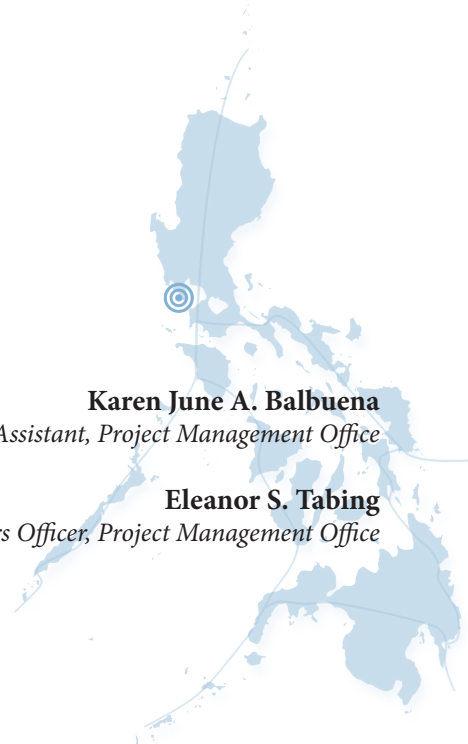 Karen June A. Balbuena
Assistant, Project Management Office
Eleanor S. Tabing
Officer, Project Management Office